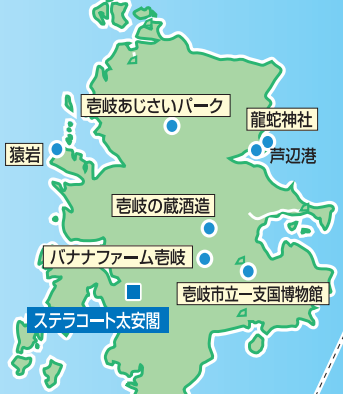 壱岐あじさいパーク
龍蛇神社
猿岩
芦辺港
壱岐の蔵酒造
バナナファーム壱岐
壱岐市立一支国博物館
ステラコート太安閣